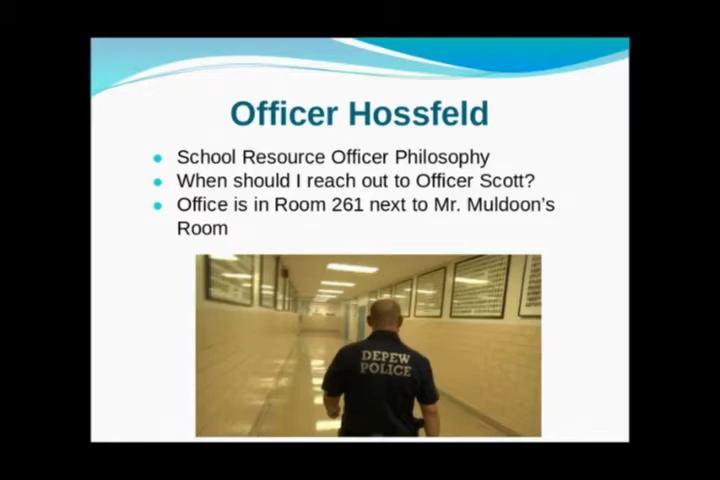 Officer Hossfeld
School Resource Officer Philosophy
When should I reach out to Officer Scott?
Office is in Room 261 next to Mr. Muldoon's
Room
DEPEW
POLICE